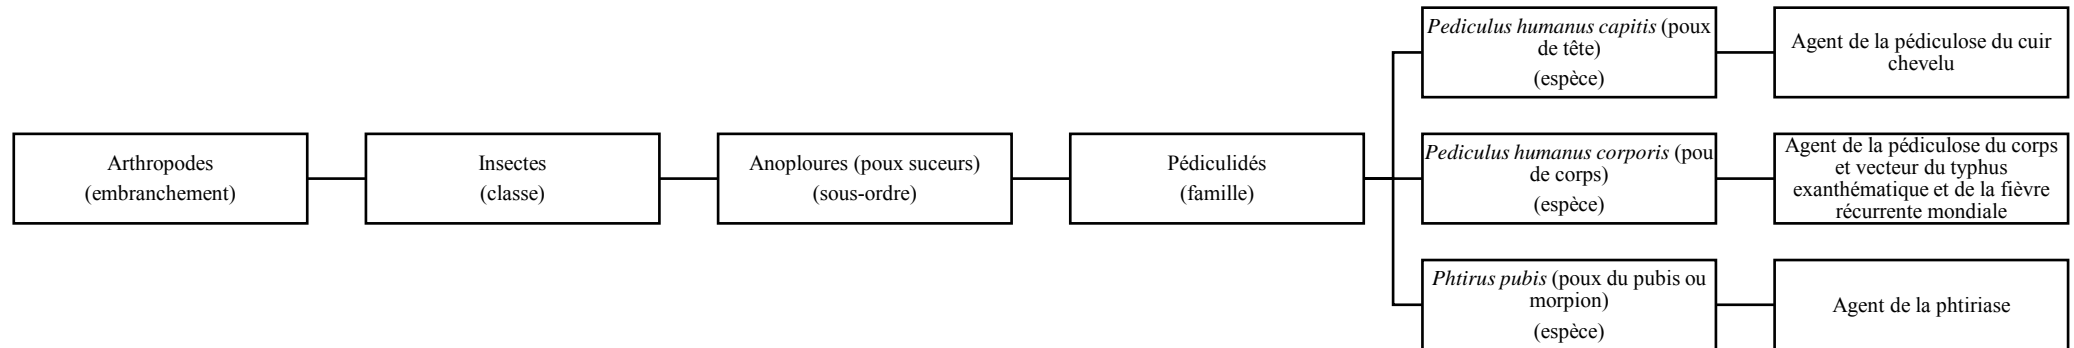 Arthropodes
(embranchement)
Insectes
(classe)
Anoploures (poux suceurs)
(sous-ordre)
Pédiculidés
(famille)
Pediculus humanus capitis (poux
de tête)
(espèce)
Agent de la pédiculose du cuir
chevelu
Pediculus humanus corporis (pou
de corps)
(espèce)
Agent de la pédiculose du corps
et vecteur du typhus
exanthématique et de la fièvre
récurrente mondiale
Phtirus pubis (poux du pubis ou
morpion)
(espèce)
Agent de la phtiriase